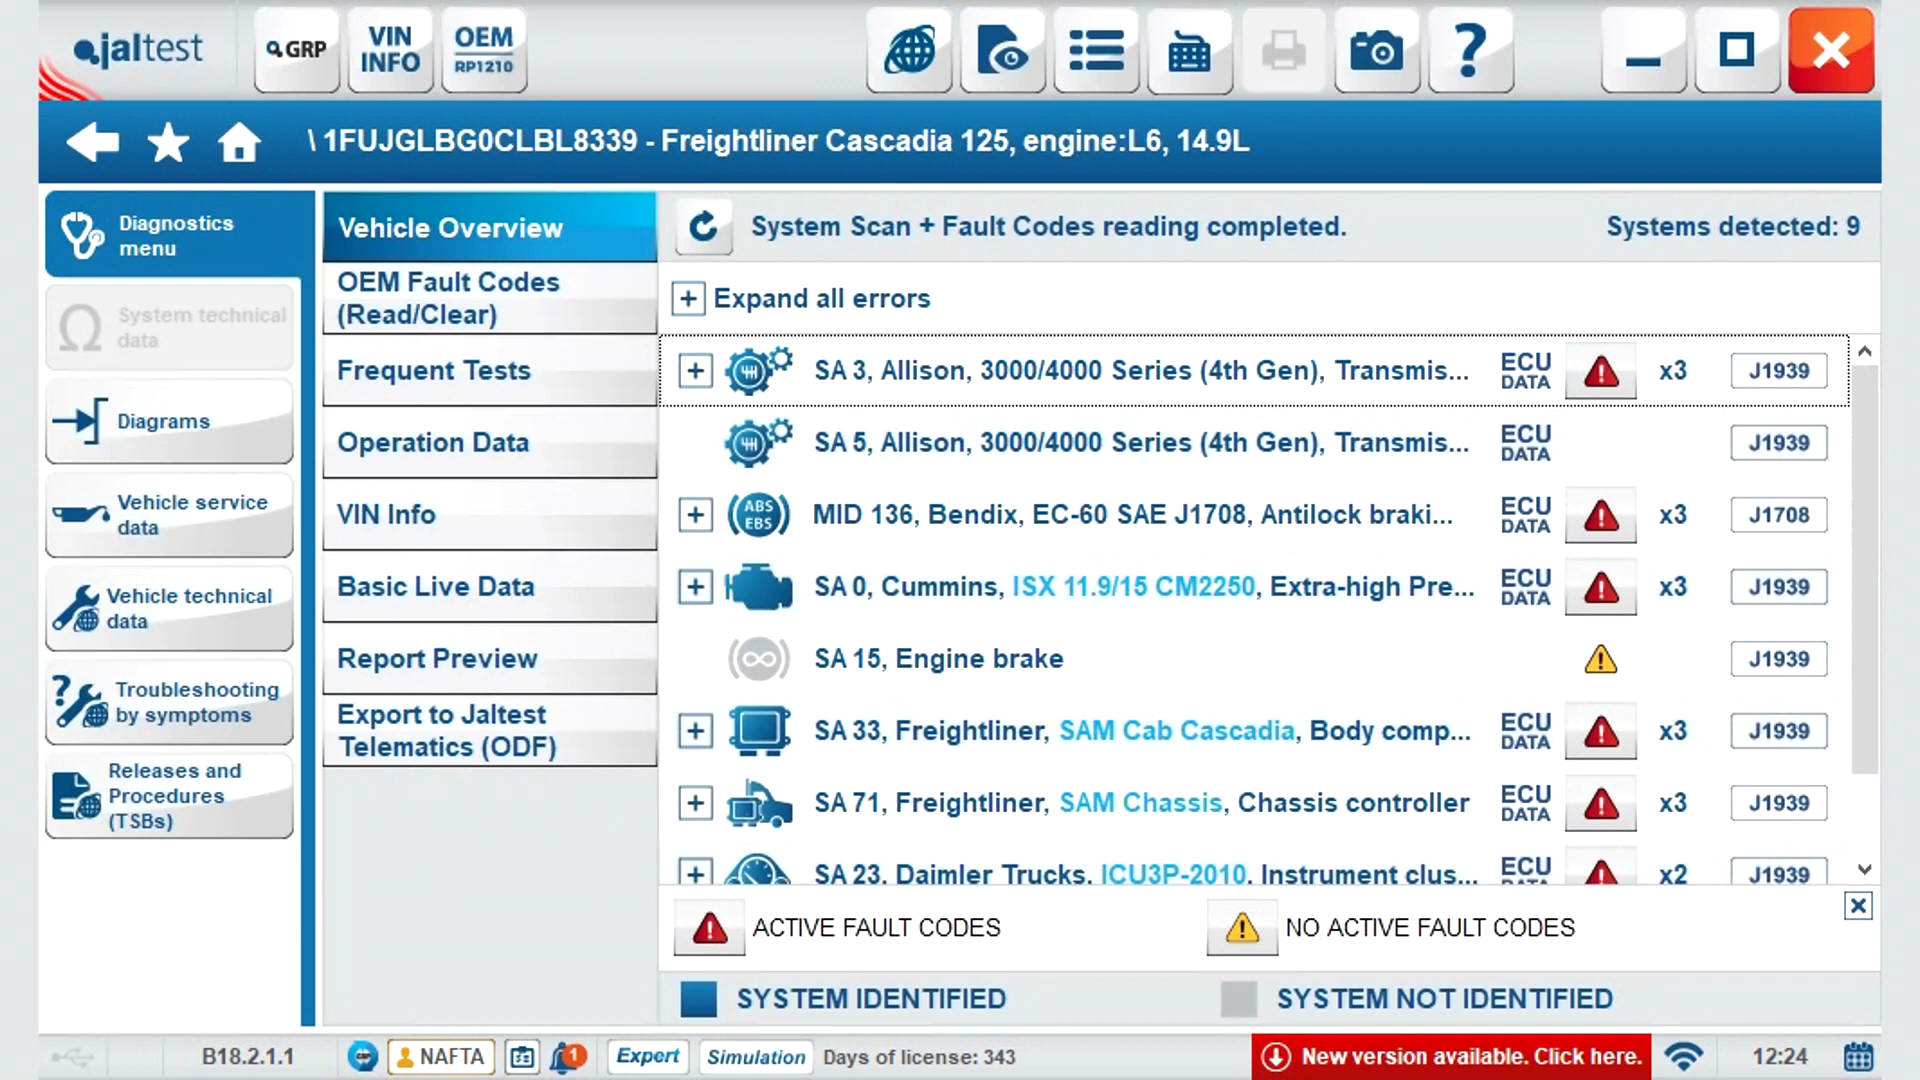 jaltest
GRP
VIN
INFO
OEM
RP1210
?
\ 1FUJGLBG0CLBL8339 - Freightliner Cascadia 125, engine:L6, 14.9L
Diagnostics
menu
System technical
data
Diagrams
Vehicle service
data
Vehicle technical
data
Troubleshooting
by symptoms
Releases and
Procedures
(TSBs)
Vehicle Overview
OEM Fault Codes
(Read/Clear)
Frequent Tests
Operation Data
VIN Info
Basic Live Data
Report Preview
Export to Jaltest
Telematics (ODF)
System Scan + Fault Codes reading completed.
Systems detected: 9
Expand all errors
SA 3, Allison, 3000/4000 Series (4th Gen), Transmis... ECU DATA x3 J1939
SA 5, Allison, 3000/4000 Series (4th Gen), Transmis... ECU DATA J1939
ABS EBS MID 136, Bendix, EC-60 SAE J1708, Antilock braki... ECU DATA x3 J1708
SA 0, Cummins, ISX 11.9/15 CM2250, Extra-high Pre... ECU DATA x3 J1939
SA 15, Engine brake J1939
SA 33, Freightliner, SAM Cab Cascadia, Body comp... ECU DATA x3 J1939
SA 71, Freightliner, SAM Chassis, Chassis controller ECU DATA x3 J1939
SA 23, Daimler Trucks, ICU3P-2010, Instrument clus... ECU DATA x2 J1939
ACTIVE FAULT CODES
NO ACTIVE FAULT CODES
SYSTEM IDENTIFIED
SYSTEM NOT IDENTIFIED
B18.2.1.1
NAFTA
1
Expert
Simulation
Days of license: 343
New version available. Click here.
12:24